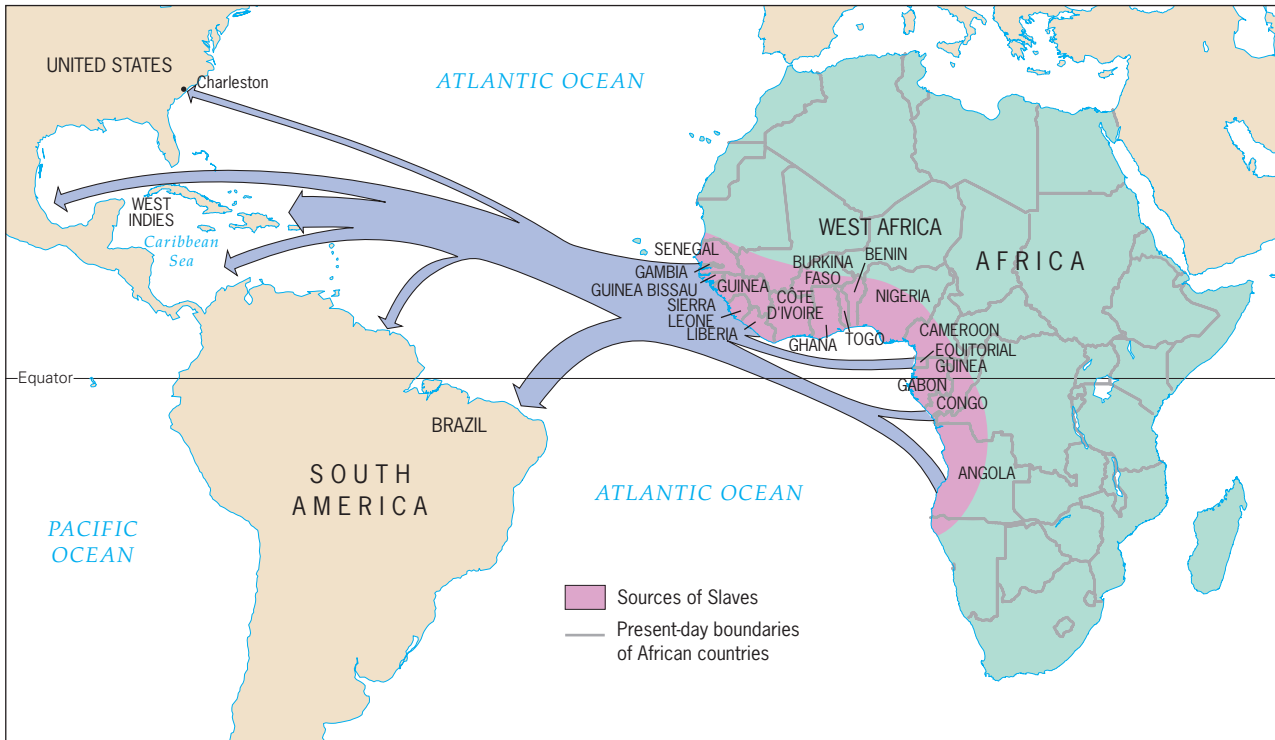 UNITED STATES
Charleston
ATLANTIC OCEAN
WEST
INDIES
Caribbean
Sea
WEST AFRICA
AFRICA
SENEGAL
GAMBIA
GUINEA BISSAU
GUINEA
SIERRA
LEONE
LIBERIA
CÔTE
D'IVOIRE
BURKINA
FASO
BENIN
GHANA
TOGO
NIGERIA
CAMEROON
EQUITORIAL
GUINEA
GABON
CONGO
ANGOLA
Equator
BRAZIL
SOUTH
AMERICA
ATLANTIC OCEAN
PACIFIC
OCEAN
Sources of Slaves
Present-day boundaries
of African countries